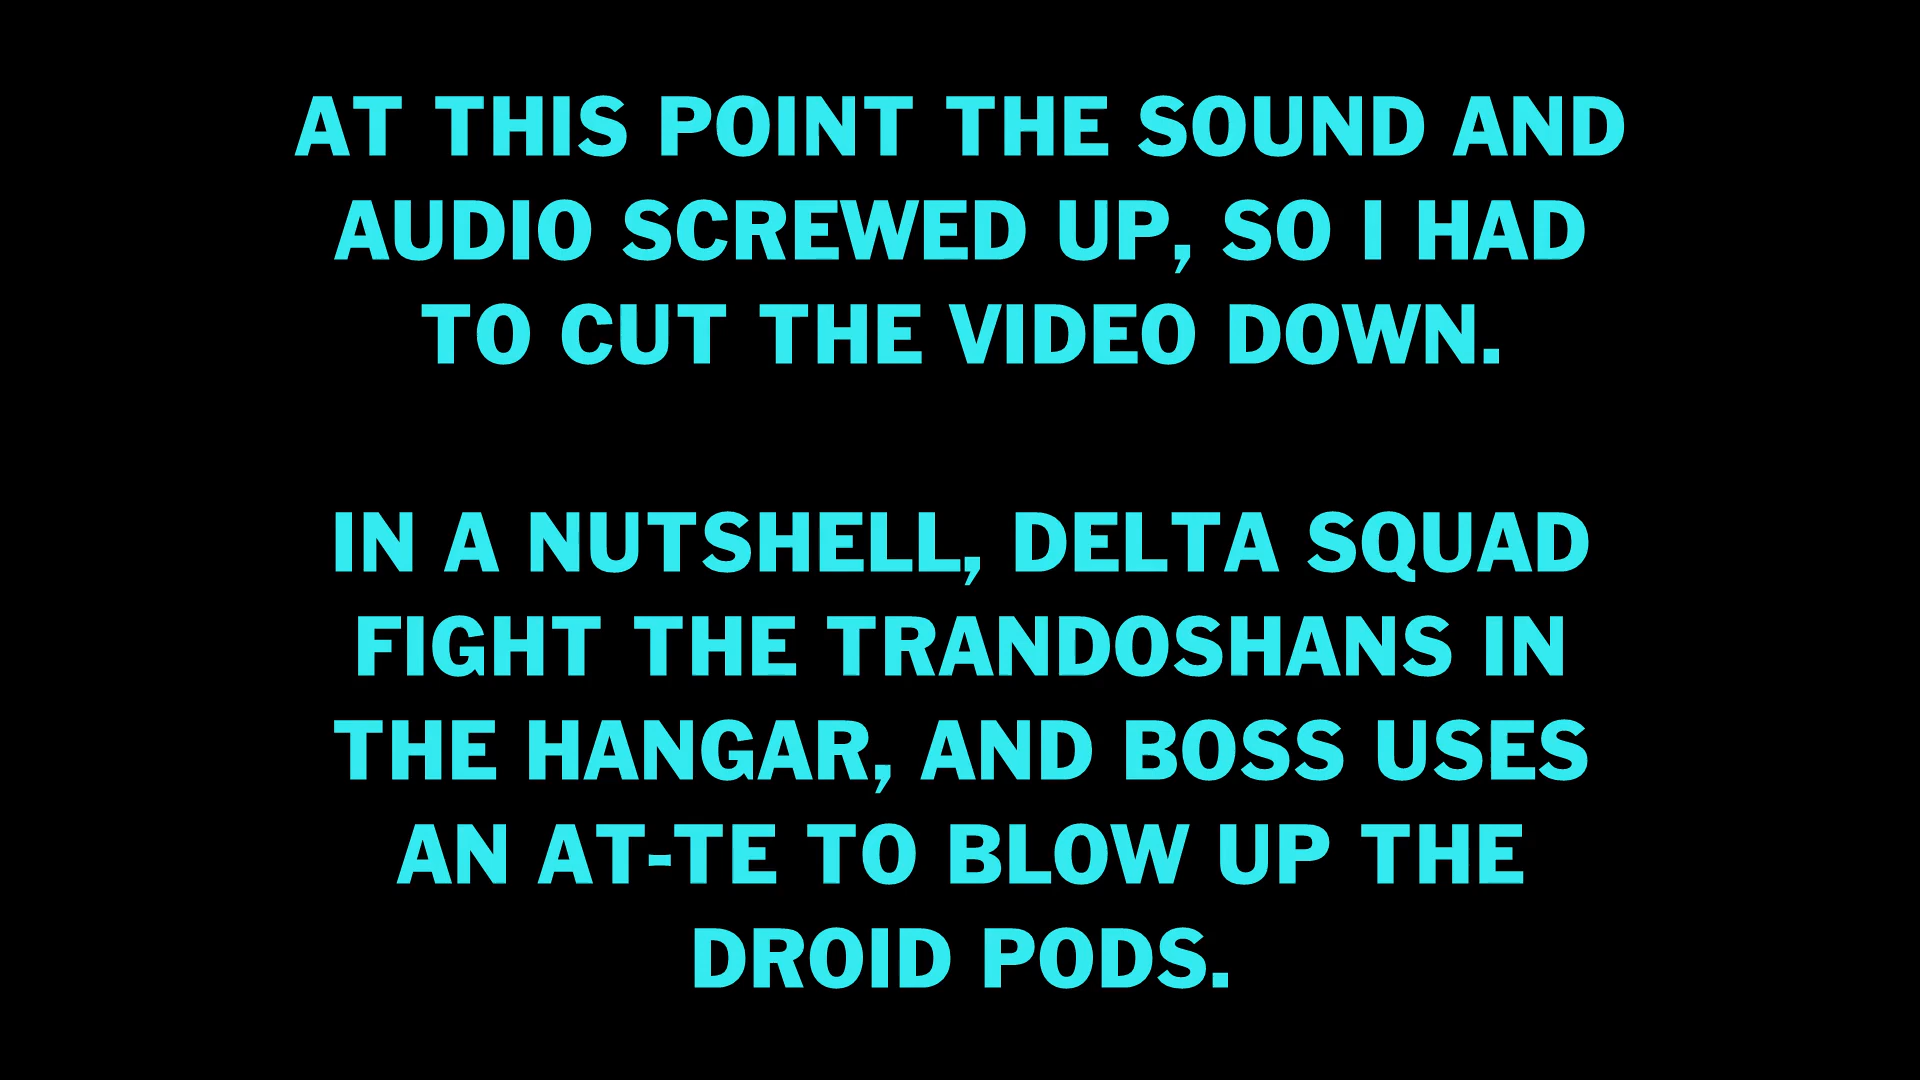 AT THIS POINT THE SOUND AND
AUDIO SCREWED UP, SO I HAD
TO CUT THE VIDEO DOWN.
IN A NUTSHELL, DELTA SQUAD
FIGHT THE TRANDOSHANS IN
THE HANGAR, AND BOSS USES
AN AT-TE TO BLOW UP THE
DROID PODS.